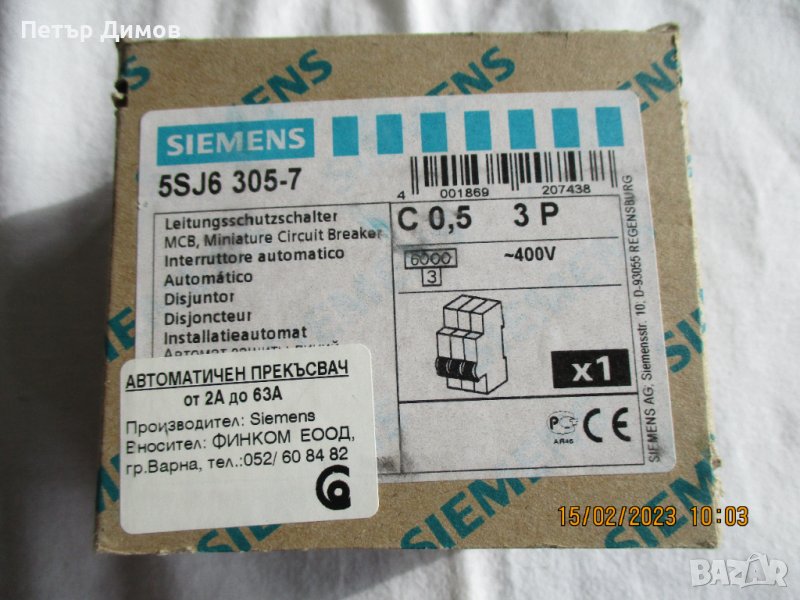 Петър Димов
SIEMENS
SIEMENS
5SJ6 305-7
4 001869 207438
Leitungsschutzschalter
MCB, Miniature Circuit Breaker
Interruttore automatico
Automático
Disjuntor
Disjoncteur
Installatieautomat
C 0,5 3 P
6000
3
~400V
x1
SIEMENS AG; Siemensstr. 10; D-93055 REGENSBURG
АВТОМАТИЧЕН ПРЕКЪСВАЧ
от 2А до 63А
Производител: Siemens
Вносител: ФИНКОМ ЕООД,
гр.Варна, тел.:052/ 60 84 82
АЯ46
CE
SIEMENS
15/02/2023 10:03
BAZAR